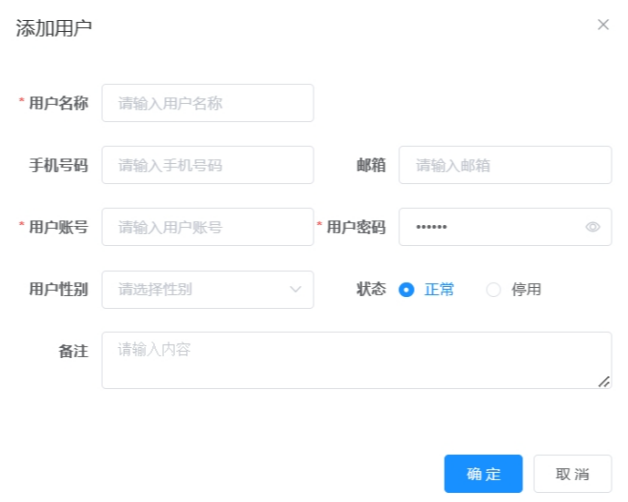 添加用户
* 用户名称 请输入用户名称
手机号码 请输入手机号码 邮箱 请输入邮箱
* 用户账号 请输入用户账号 * 用户密码 ••••••
用户性别 请选择性别 状态 正常 停用
备注 请输入内容
确 定 取 消